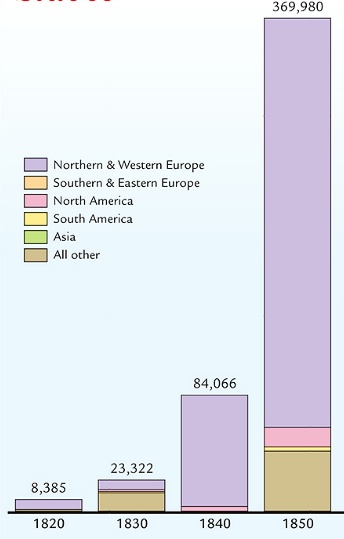 369,980
Northern & Western Europe
Southern & Eastern Europe
North America
South America
Asia
All other
84,066
23,322
8,385
1820 1830 1840 1850